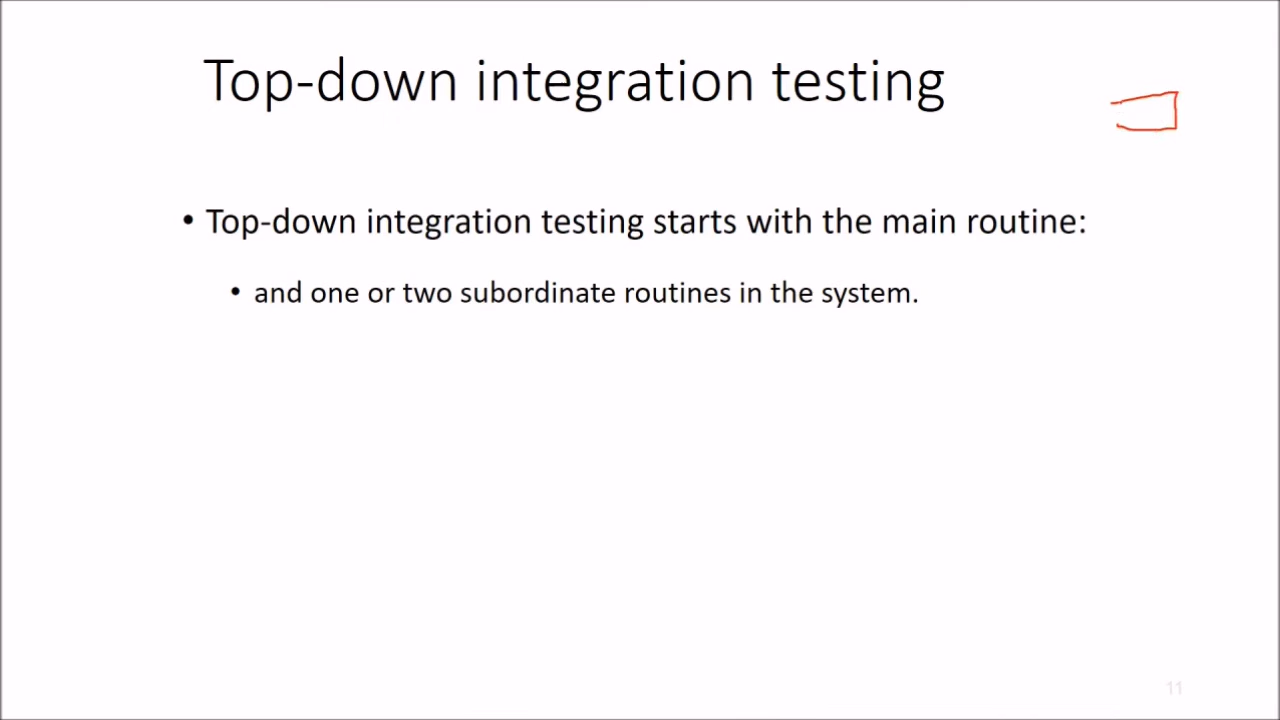 Top-down integration testing
• Top-down integration testing starts with the main routine:
• and one or two subordinate routines in the system.
11